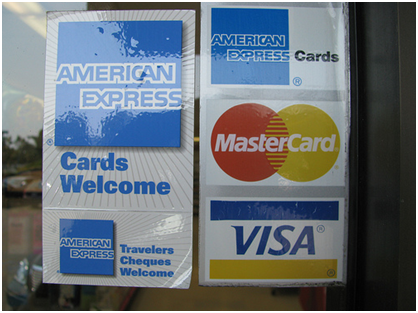 AMERICAN
EXPRESS
®
Cards
Welcome
AMERICAN
EXPRESS
Travelers
Cheques
Welcome
AMERICAN
EXPRESS Cards
®
MasterCard
VISA®
®